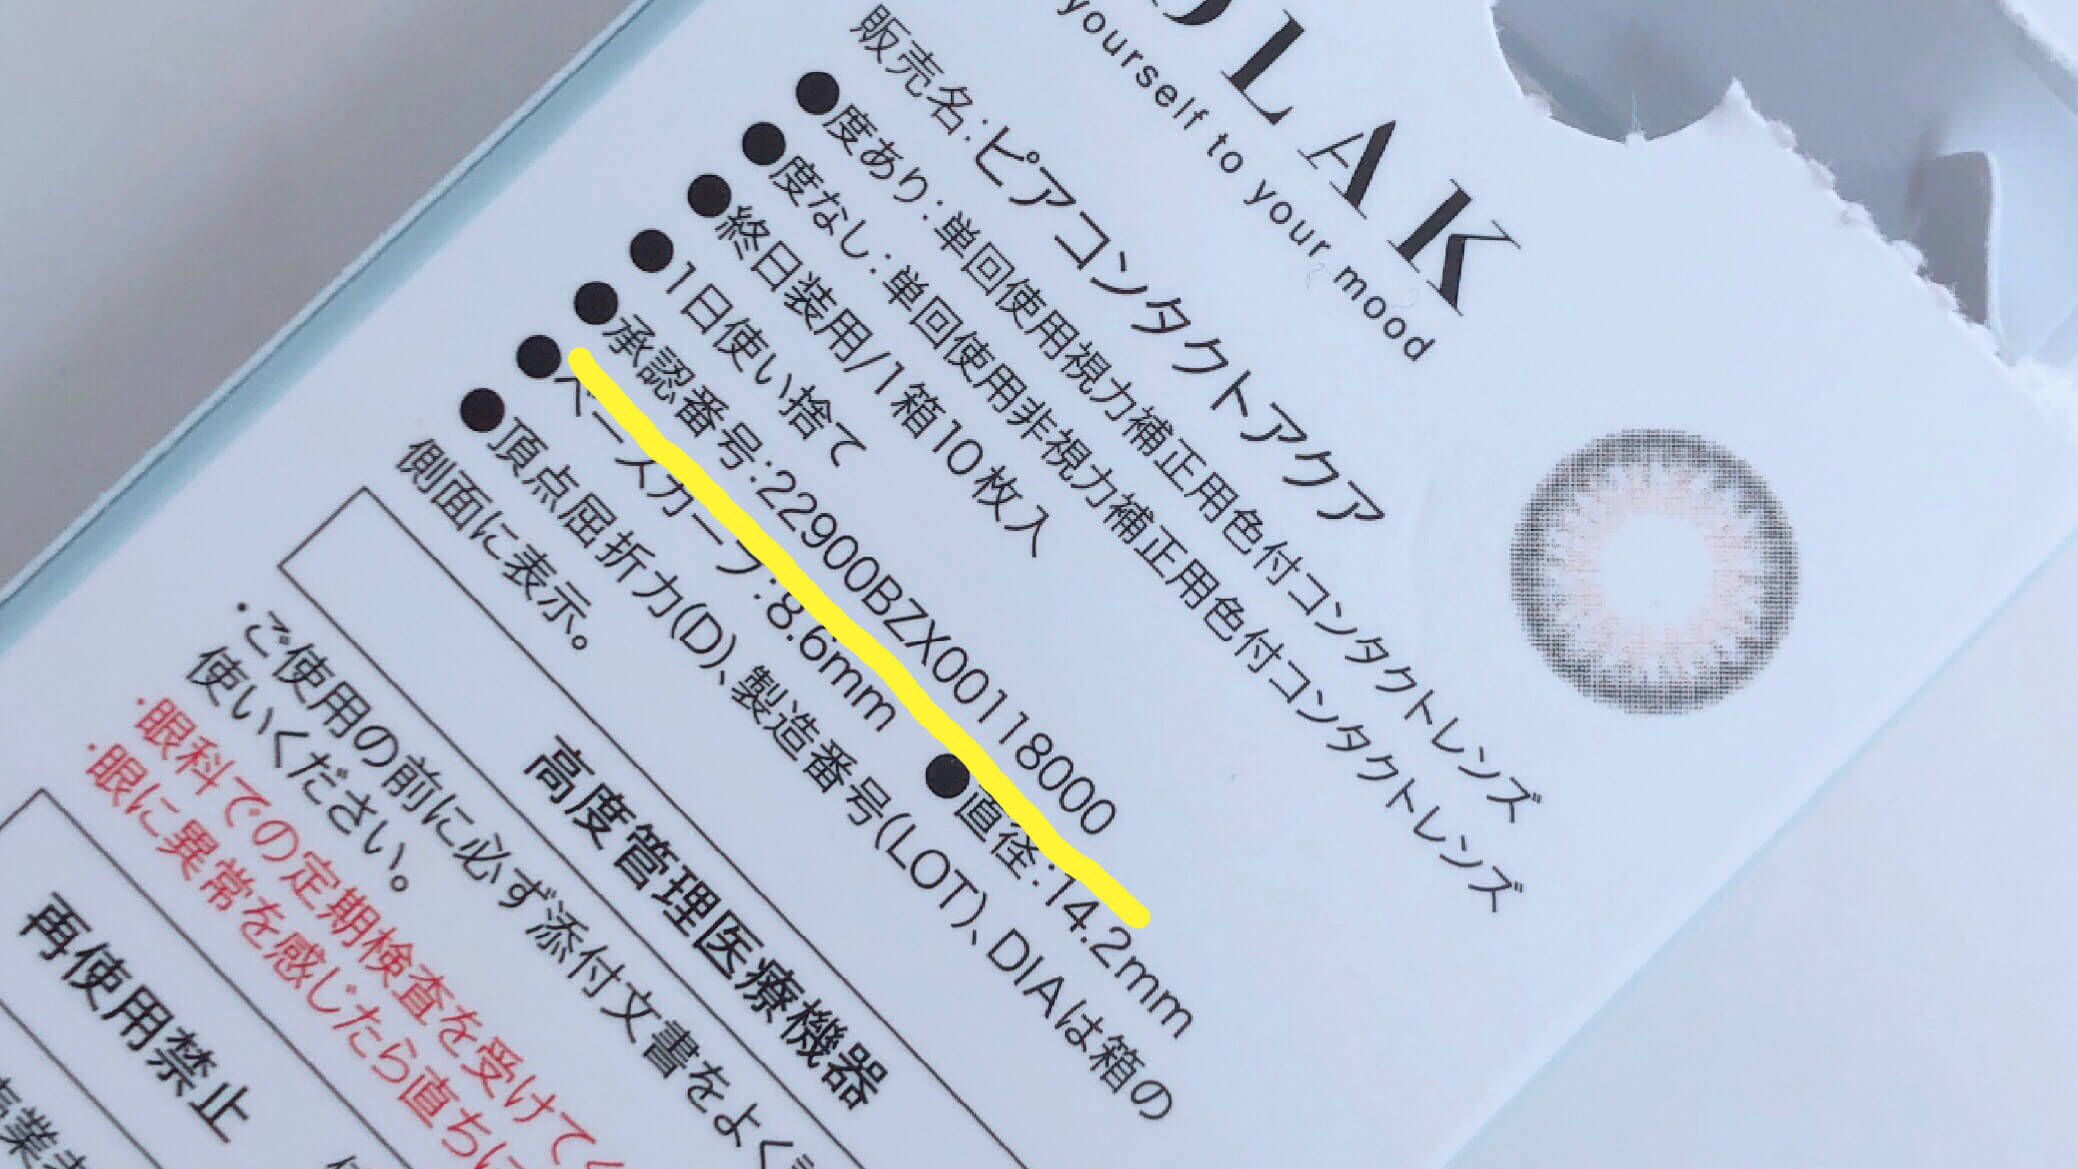 LAK
yourself to your mood
販売名:ピアコンタクトアクア
●度あり:単回使用視力補正用色付コンタクトレンズ
●度なし:単回使用非視力補正用色付コンタクトレンズ
●終日装用/1箱10枚入
●1日使い捨て
●承認番号:22900BZX00118000
●ベースカーブ:8.6mm ●直径:14.2mm
●頂点屈折力(D)、製造番号(LOT)、DIAは箱の
側面に表示。
高度管理医療機器
・ご使用の前に必ず添付文書をよく
使いください。
・眼科での定期検査を受けて
・眼に異常を感じたら直ちに
再使用禁止